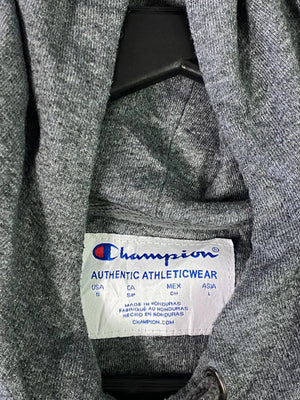 Champion®
AUTHENTIC ATHLETICWEAR
USA CA MEX ASIA
S S/P CH L
MADE IN HONDURAS
FABRIQUÉ AU HONDURAS
HECHO EN HONDURAS
CHAMPION.COM